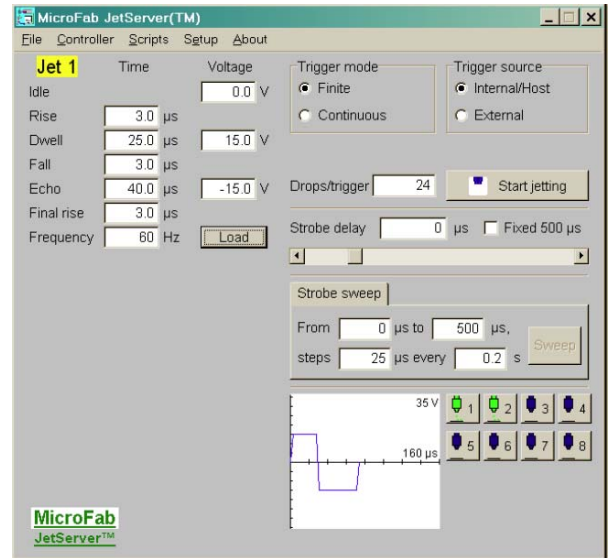 MicroFab JetServer(TM)
File Controller Scripts Setup About
Jet 1 Time Voltage
Idle 0.0 V
Rise 3.0 µs
Dwell 25.0 µs 15.0 V
Fall 3.0 µs
Echo 40.0 µs -15.0 V
Final rise 3.0 µs
Frequency 60 Hz Load
Trigger mode
Finite
Continuous
Trigger source
Internal/Host
External
Drops/trigger 24 Start jetting
Strobe delay 0 µs Fixed 500 µs
Strobe sweep
From 0 µs to 500 µs,
steps 25 µs every 0.2 s Sweep
35 V
160 µs
1 2 3 4
5 6 7 8
MicroFab
JetServer™